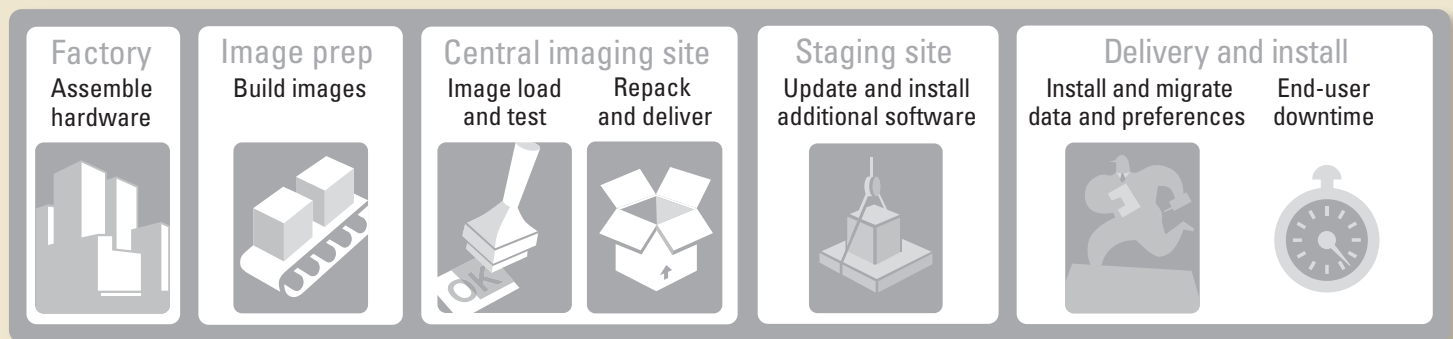 Factory
Assemble
hardware
Image prep
Build images
Central imaging site
Image load
and test
Repack
and deliver
OK
Staging site
Update and install
additional software
Delivery and install
Install and migrate
data and preferences
End-user
downtime